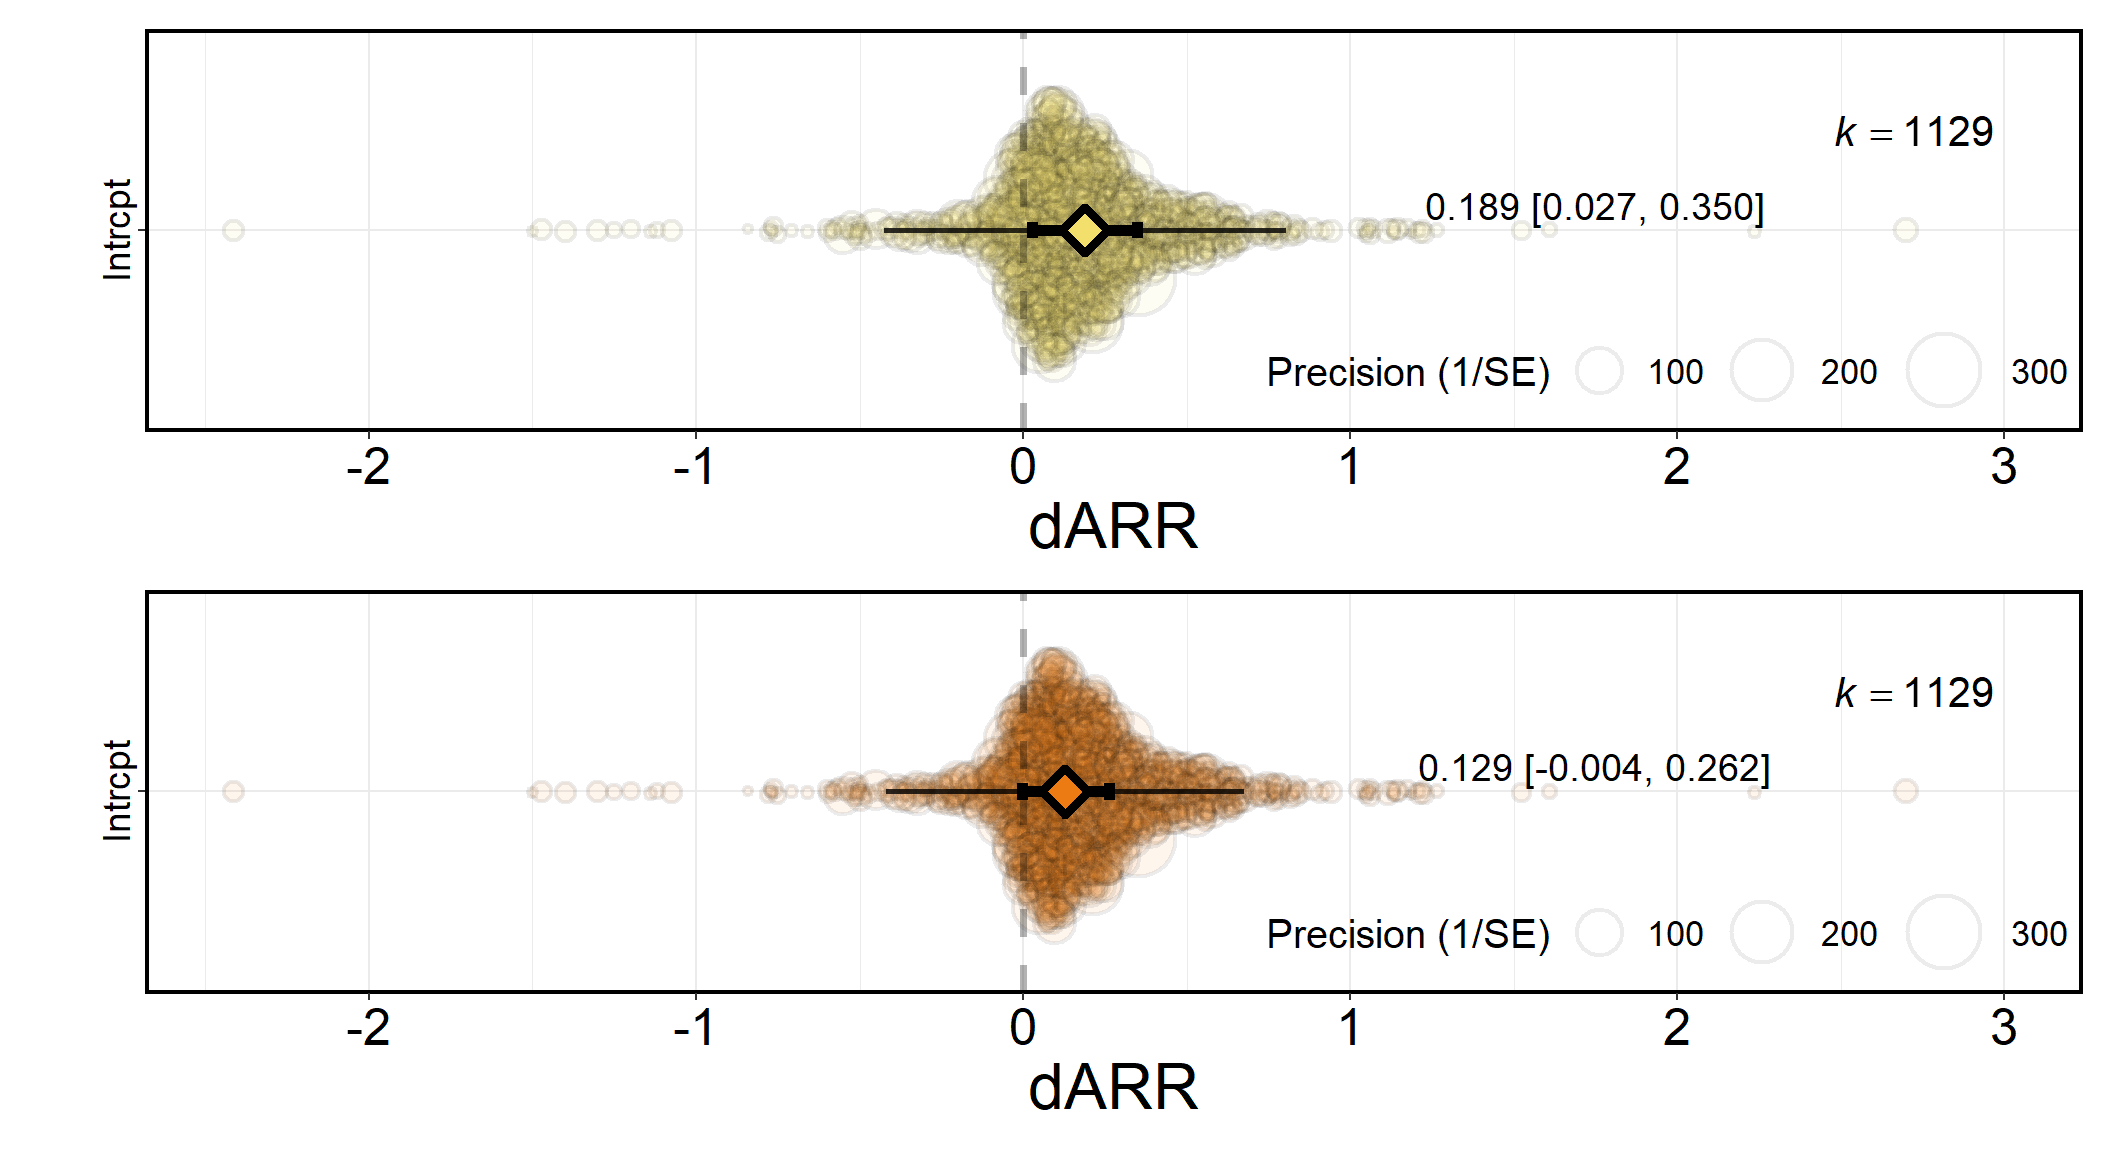 k = 1129
0.189 [0.027, 0.350]
Intrcpt
Precision (1/SE) 100 200 300
-2 -1 0 1 2 3
dARR
k = 1129
0.129 [-0.004, 0.262]
Intrcpt
Precision (1/SE) 100 200 300
-2 -1 0 1 2 3
dARR